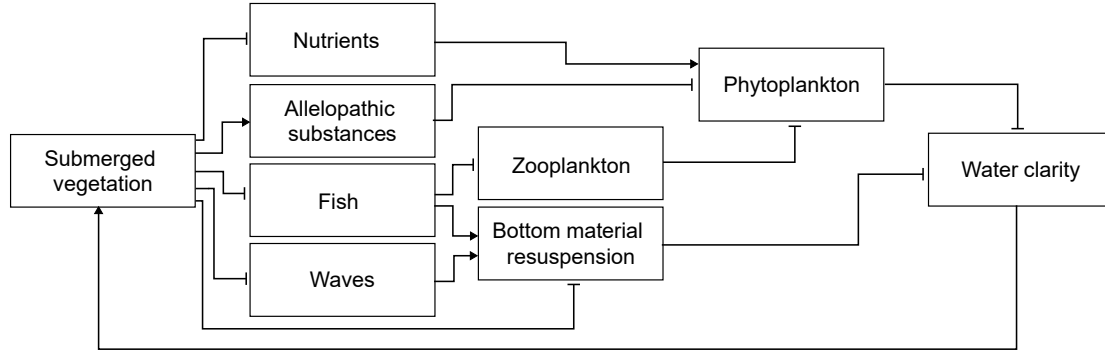 Nutrients
Phytoplankton
Allelopathic
substances
Submerged
vegetation
Zooplankton
Water clarity
Fish
Bottom material
resuspension
Waves